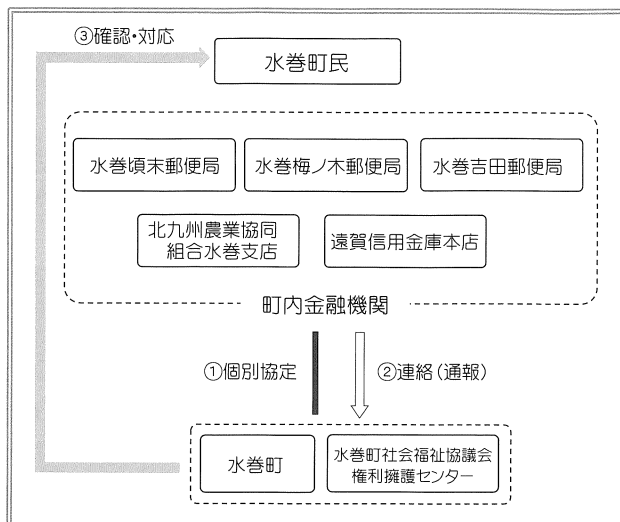 ③確認・対応
水巻町民
水巻頃末郵便局
水巻梅ノ木郵便局
水巻吉田郵便局
北九州農業協同
組合水巻支店
遠賀信用金庫本店
町内金融機関
①個別協定
②連絡(通報)
水巻町
水巻町社会福祉協議会
権利擁護センター